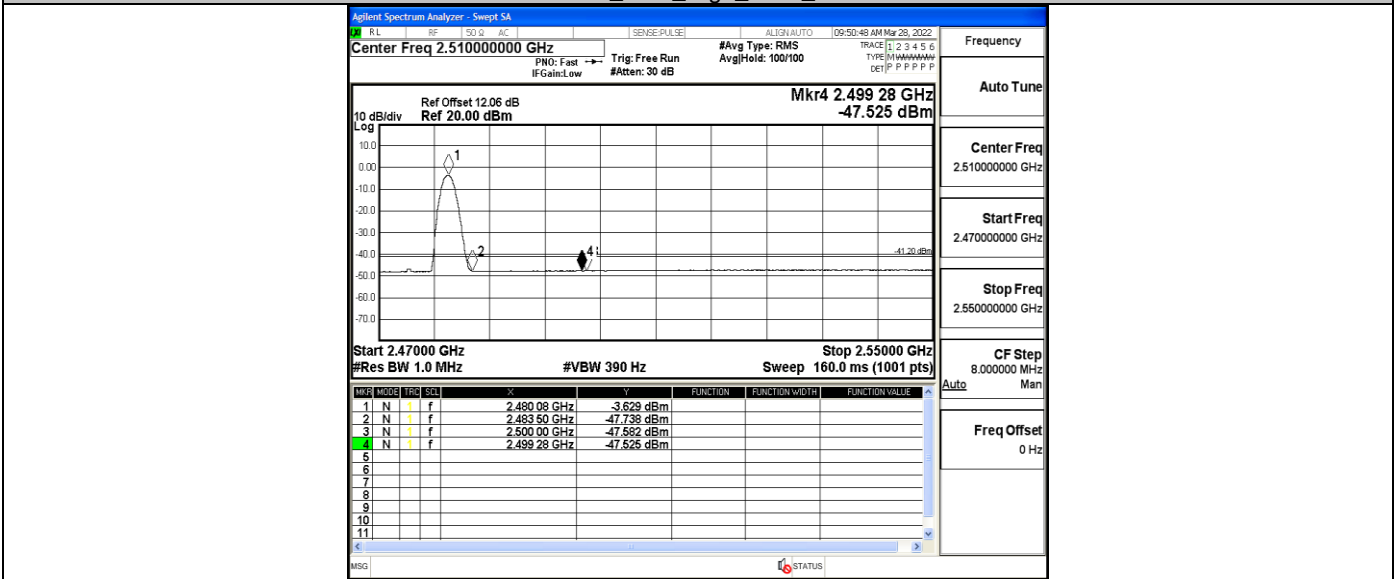 Agilent Spectrum Analyzer - Swept SA
LXI RL RF 50 Ω AC SENSE:PULSE ALIGN AUTO 09:50:48 AM Mar 28, 2022
Center Freq 2.510000000 GHz
PNO: Fast
IFGain:Low
Trig: Free Run
#Atten: 30 dB
#Avg Type: RMS
Avg|Hold: 100/100
TRACE 1 2 3 4 5 6
TYPE M WWWWW
DET P P P P P P
Ref Offset 12.06 dB
10 dB/div Ref 20.00 dBm
Log
Mkr4 2.499 28 GHz
-47.525 dBm
10.0
0.00
-10.0
-20.0
-30.0
-40.0
-50.0
-60.0
-70.0
1
2
4
-41.20 dBm
Start 2.47000 GHz Stop 2.55000 GHz
#Res BW 1.0 MHz #VBW 390 Hz Sweep 160.0 ms (1001 pts)
MKR MODE TRC SCL X Y FUNCTION FUNCTION WIDTH FUNCTION VALUE
1 N 1 f 2.480 08 GHz -3.629 dBm
2 N 1 f 2.483 50 GHz -47.738 dBm
3 N 1 f 2.500 00 GHz -47.582 dBm
4 N 1 f 2.499 28 GHz -47.525 dBm
5
6
7
8
9
10
11
MSG STATUS
Frequency
Auto Tune
Center Freq
2.510000000 GHz
Start Freq
2.470000000 GHz
Stop Freq
2.550000000 GHz
CF Step
8.000000 MHz
Auto Man
Freq Offset
0 Hz